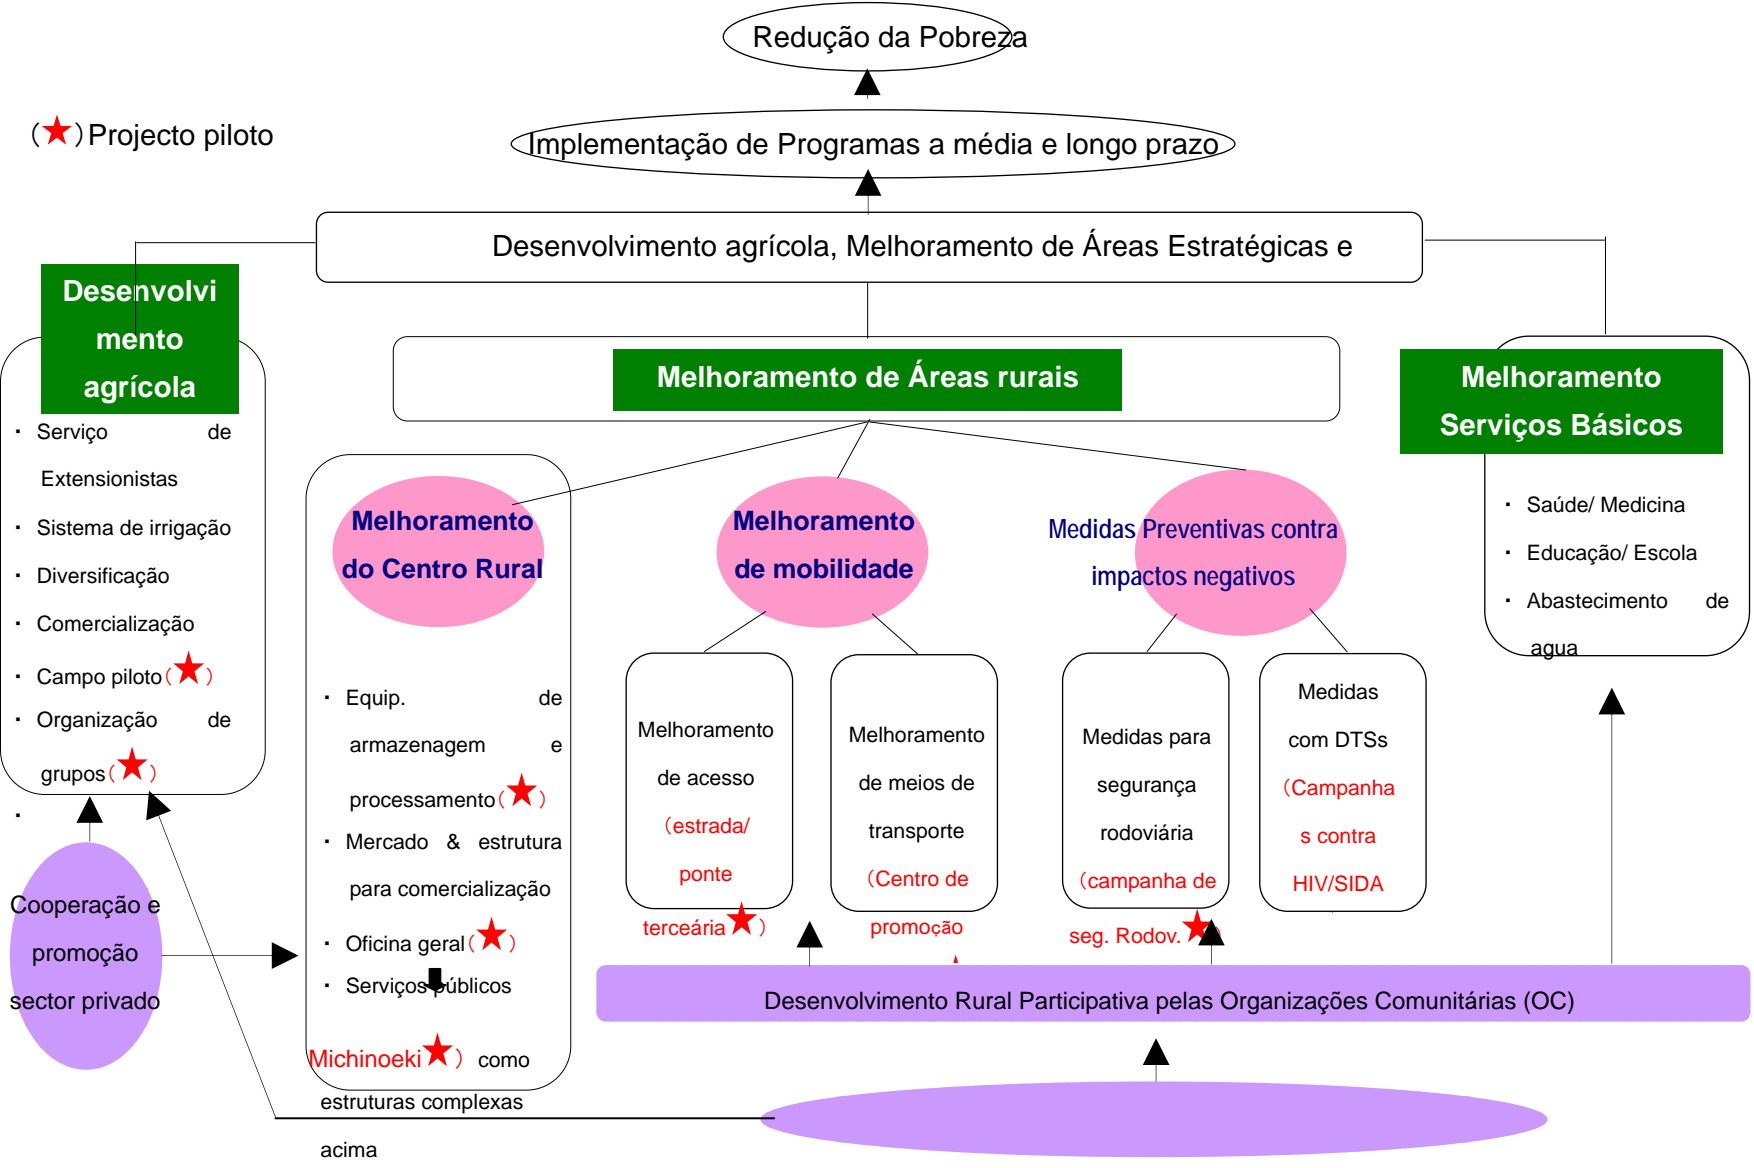 Redução da Pobreza
(★) Projecto piloto
Implementação de Programas a média e longo prazo
Desenvolvimento agrícola, Melhoramento de Áreas Estratégicas e
Desenvolvi
mento
agrícola
・ Serviço de
Extensionistas
・ Sistema de irrigação
・ Diversificação
・ Comercialização
・ Campo piloto(★)
・ Organização de
grupos(★)
・
Cooperação e
promoção
sector privado
Melhoramento de Áreas rurais
Melhoramento
do Centro Rural
・ Equip. de
armazenagem e
processamento(★)
・ Mercado & estrutura
para comercialização
・ Oficina geral(★)
・ Serviços públicos
Michinoeki★) como
estruturas complexas
acima
Melhoramento
de mobilidade
Melhoramento
de acesso
(estrada/
ponte
terceária★)
Melhoramento
de meios de
transporte
(Centro de
promoção
Medidas Preventivas contra
impactos negativos
Medidas para
segurança
rodoviária
(campanha de
seg. Rodov.★)
Medidas
com DTSs
(Campanha
s contra
HIV/SIDA
Melhoramento
Serviços Básicos
・ Saúde/ Medicina
・ Educação/ Escola
・ Abastecimento de
agua
Desenvolvimento Rural Participativa pelas Organizações Comunitárias (OC)